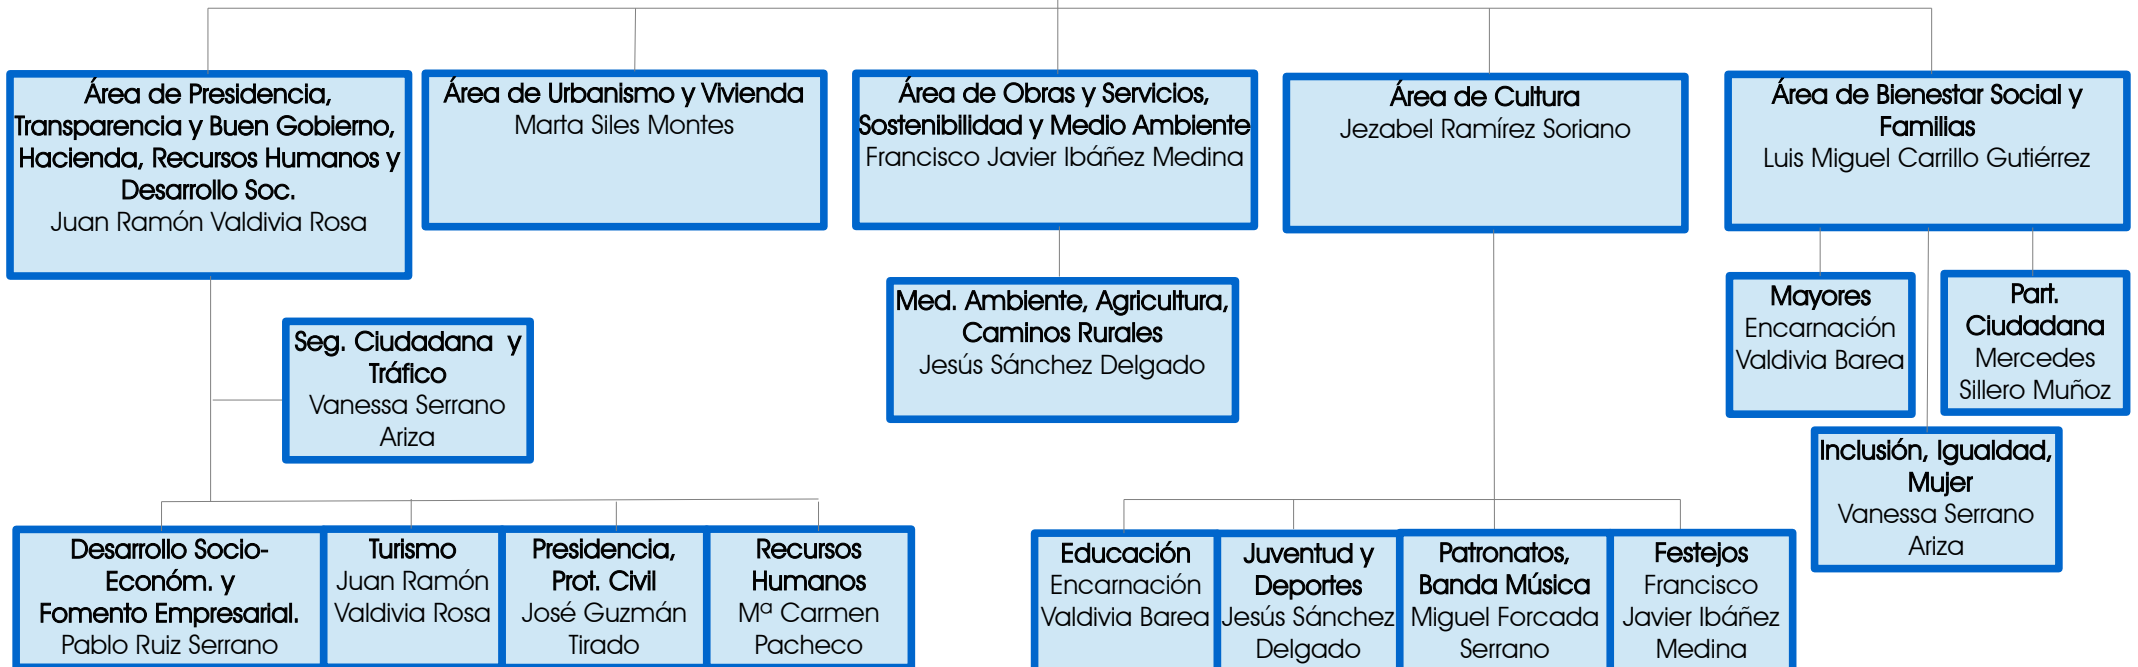 Área de Presidencia,
Transparencia y Buen Gobierno,
Hacienda, Recursos Humanos y
Desarrollo Soc.
Juan Ramón Valdivia Rosa
Área de Urbanismo y Vivienda
Marta Siles Montes
Área de Obras y Servicios,
Sostenibilidad y Medio Ambiente
Francisco Javier Ibáñez Medina
Área de Cultura
Jezabel Ramírez Soriano
Área de Bienestar Social y
Familias
Luis Miguel Carrillo Gutiérrez
Seg. Ciudadana y
Tráfico
Vanessa Serrano
Ariza
Med. Ambiente, Agricultura,
Caminos Rurales
Jesús Sánchez Delgado
Mayores
Encarnación
Valdivia Barea
Part.
Ciudadana
Mercedes
Sillero Muñoz
Inclusión, Igualdad,
Mujer
Vanessa Serrano
Ariza
Desarrollo Socio-
Económ. y
Fomento Empresarial.
Pablo Ruiz Serrano
Turismo
Juan Ramón
Valdivia Rosa
Presidencia,
Prot. Civil
José Guzmán
Tirado
Recursos
Humanos
Mª Carmen
Pacheco
Educación
Encarnación
Valdivia Barea
Juventud y
Deportes
Jesús Sánchez
Delgado
Patronatos,
Banda Música
Miguel Forcada
Serrano
Festejos
Francisco
Javier Ibáñez
Medina